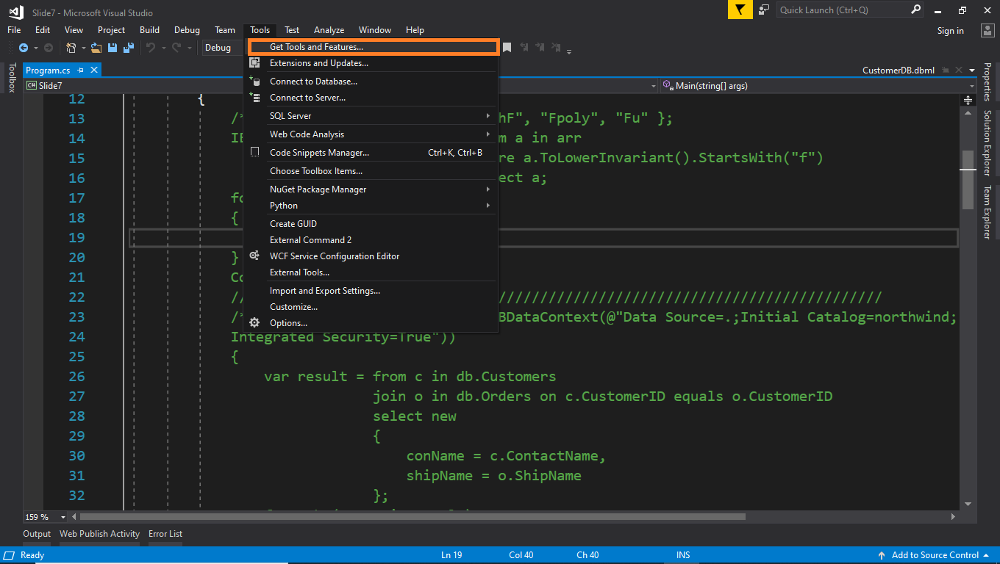 Slide7 - Microsoft Visual Studio
Quick Launch (Ctrl+Q)
File Edit View Project Build Debug Team Tools Test Analyze Window Help
Sign in
Debug
Get Tools and Features...
Extensions and Updates...
Connect to Database...
Connect to Server...
SQL Server
Web Code Analysis
Code Snippets Manager... Ctrl+K, Ctrl+B
Choose Toolbox Items...
NuGet Package Manager
Python
Create GUID
External Command 2
WCF Service Configuration Editor
External Tools...
Import and Export Settings...
Customize...
Options...
Toolbox
Program.cs
CustomerDB.dbml
C# Slide7
Main(string[] args)
Properties
Solution Explorer
Team Explorer
12 {
13 /* hF", "Fpoly", "Fu" };
14 IE m a in arr
15 re a.ToLowerInvariant().StartsWith("f")
16 ect a;
17 fo
18 {
19
20 }
21 Co
22 // //////////////////////////////////////////////
23 /* BDataContext(@"Data Source=.;Initial Catalog=northwind;
24 Integrated Security=True"))
25 {
26 var result = from c in db.Customers
27 join o in db.Orders on c.CustomerID equals o.CustomerID
28 select new
29 {
30 conName = c.ContactName,
31 shipName = o.ShipName
32 };
159 %
Output Web Publish Activity Error List
Ready
Ln 19 Col 40 Ch 40 INS
Add to Source Control